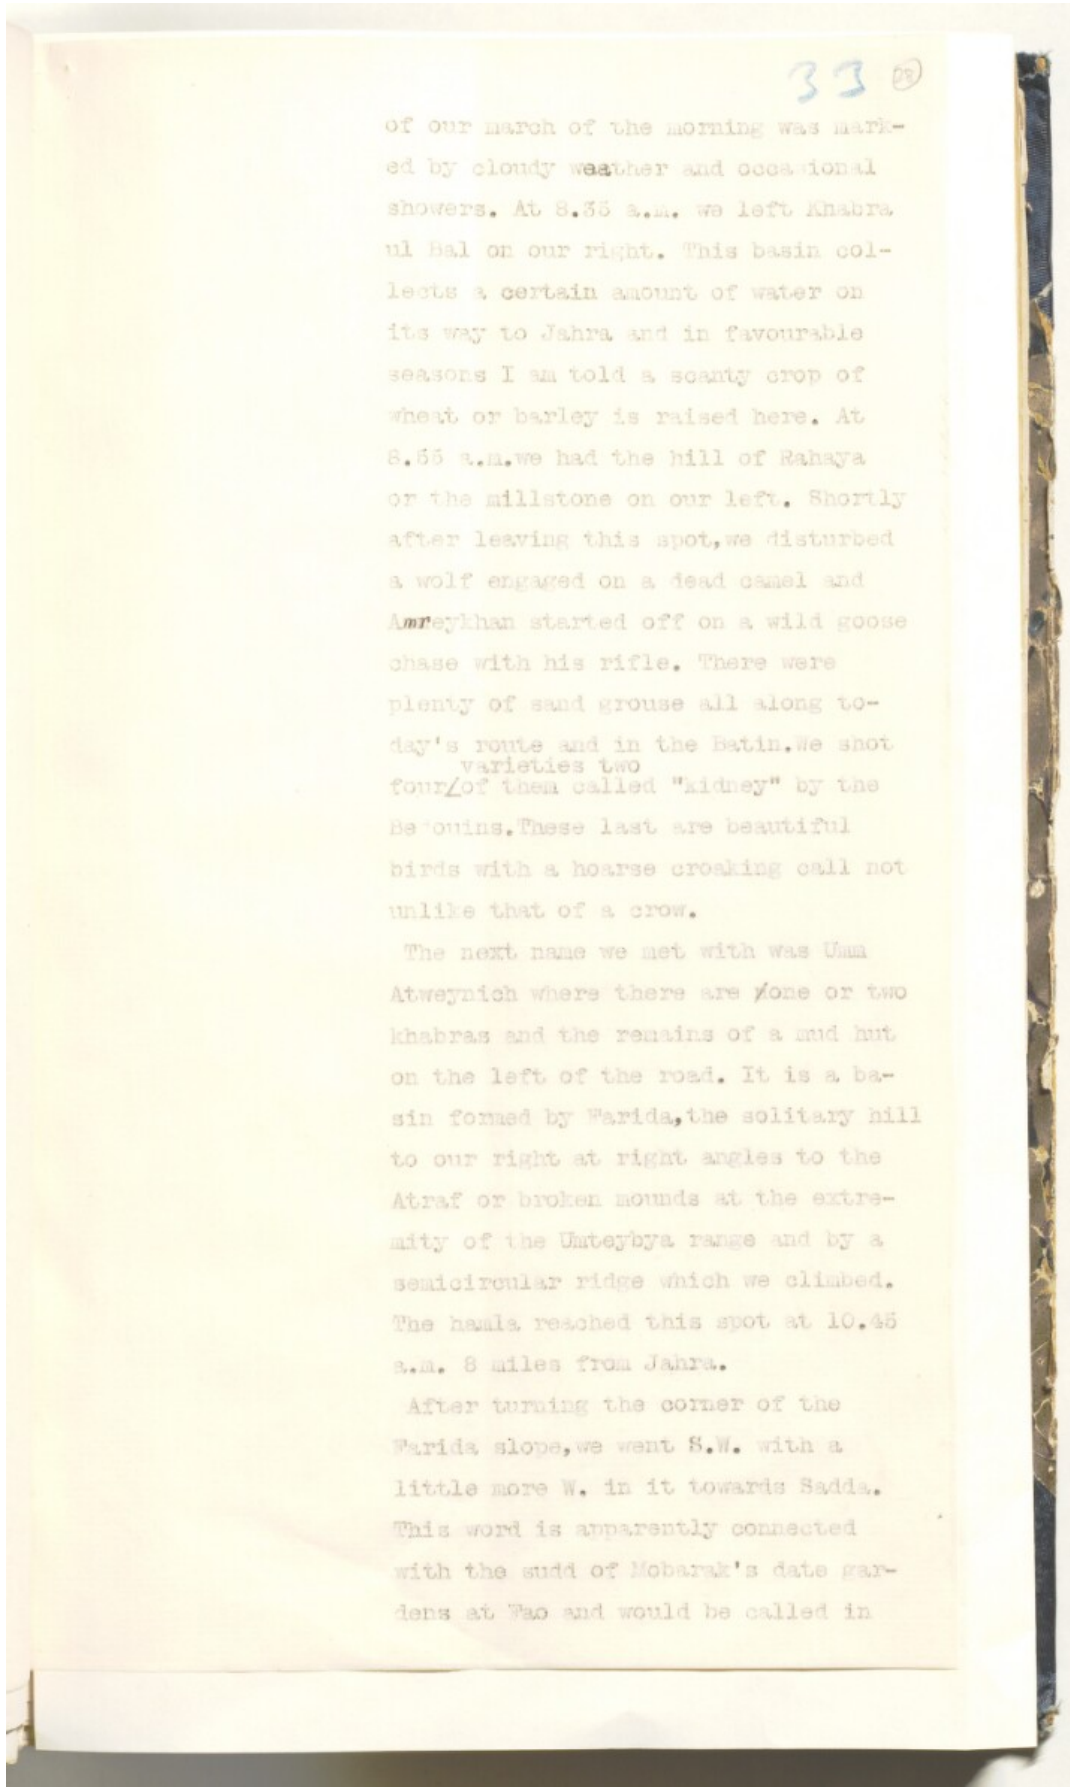 33 28
of our march of the morning was mark-
ed by cloudy weather and occasional
showers. At 8.35 a.m. we left Khabra
ul Bal on our right. This basin col-
lects a certain amount of water on
its way to Jahra and in favourable
seasons I am told a scanty crop of
wheat or barley is raised here. At
8.55 a.m.we had the hill of Rahaya
or the millstone on our left. Shortly
after leaving this spot,we disturbed
a wolf engaged on a dead camel and
Amreykhan started off on a wild goose
chase with his rifle. There were
plenty of sand grouse all along to-
day's route and in the Batin.We shot
varieties two
four/of them called "kidney" by the
Bedouins.These last are beautiful
birds with a hoarse croaking call not
unlike that of a crow.
The next name we met with was Umm
Atweynich where there are one or two
khabras and the remains of a mud hut
on the left of the road. It is a ba-
sin formed by Farida,the solitary hill
to our right at right angles to the
Atraf or broken mounds at the extre-
mity of the Umteybya range and by a
semicircular ridge which we climbed.
The hamla reached this spot at 10.45
a.m. 8 miles from Jahra.
After turning the corner of the
Farida slope,we went S.W. with a
little more W. in it towards Sadda.
This word is apparently connected
with the sudd of Mobarak's date gar-
dens at Fao and would be called in